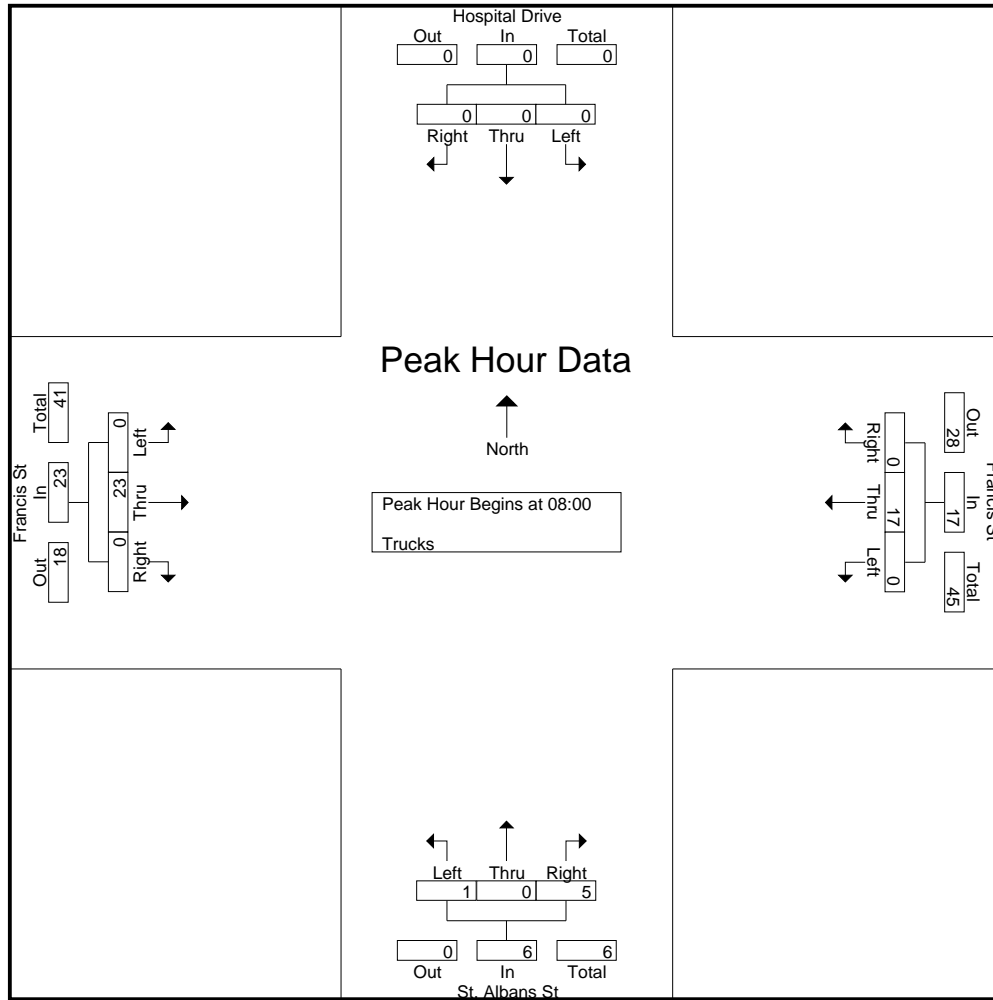 Hospital Drive
Out In Total
0 0 0
0 0 0
Right Thru Left
Peak Hour Data
North
Peak Hour Begins at 08:00
Trucks
Francis St
Total In Out
41 23 18
0 23 0
Left Thru Right
Francis St
Out In Total
28 17 45
0 17 0
Right Thru Left
Left Thru Right
1 0 5
0 6 6
Out In Total
St. Albans St